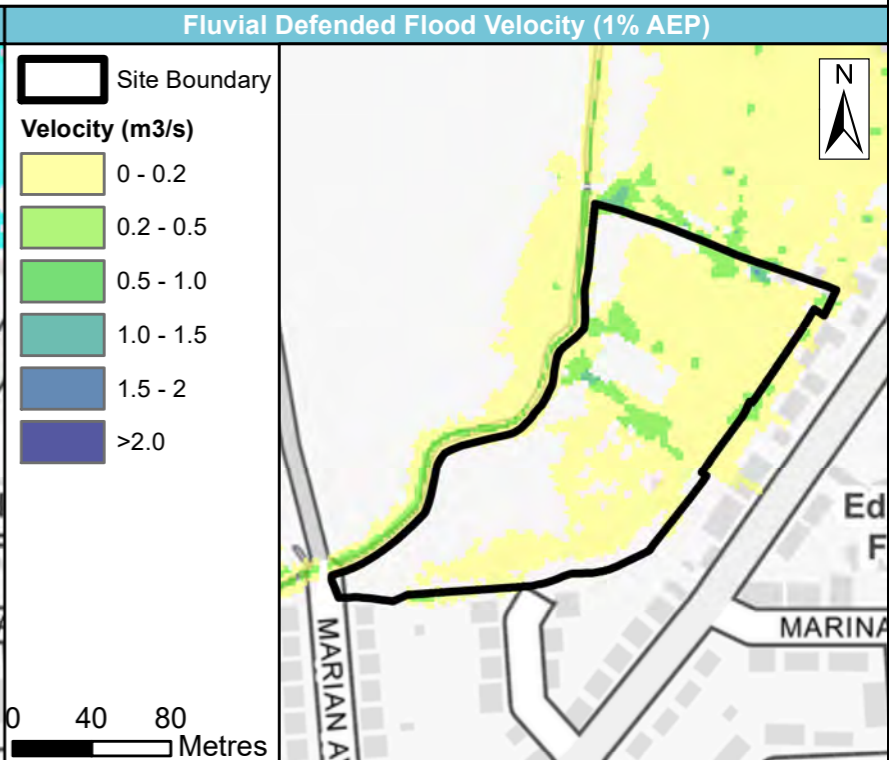 Fluvial Defended Flood Velocity (1% AEP)
Site Boundary
Velocity (m3/s)
0 - 0.2
0.2 - 0.5
0.5 - 1.0
1.0 - 1.5
1.5 - 2
>2.0
0 40 80
Metres
N
Ed
F
MARINA
MARIAN AV